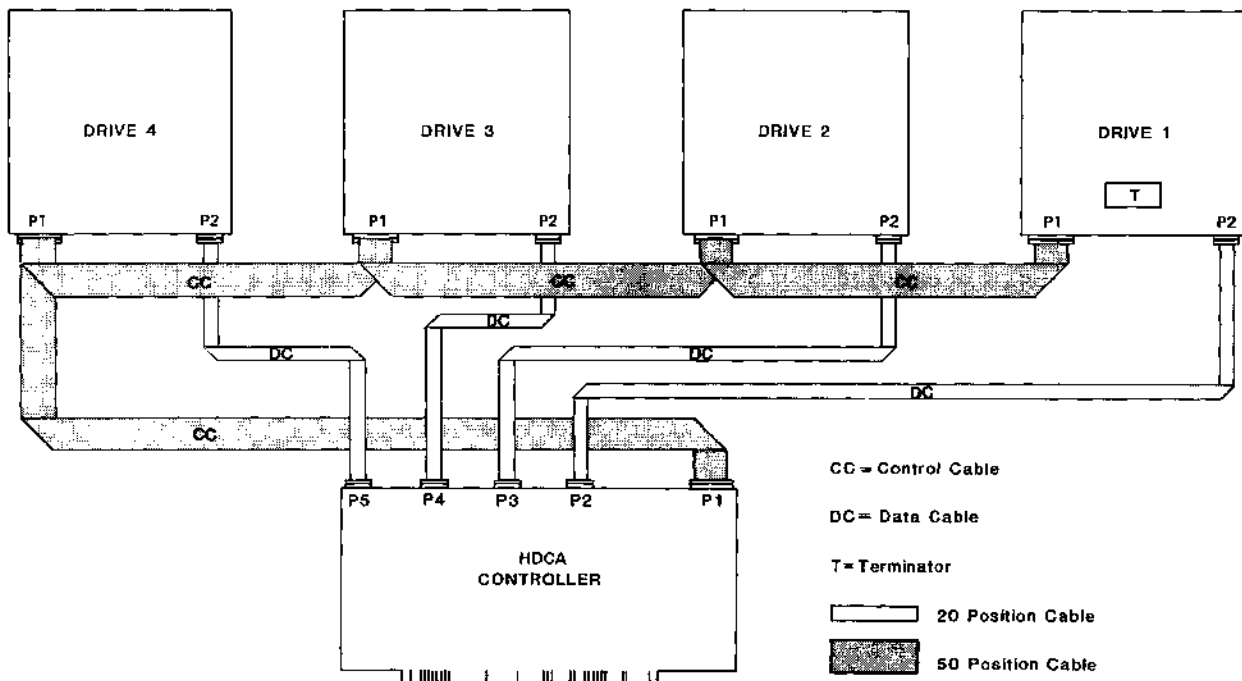 DRIVE 4
DRIVE 3
DRIVE 2
DRIVE 1
T
P1
P2
P1
P2
P1
P2
P1
P2
CC
CC
CC
DC
DC
DC
DC
CC
P5
P4
P3
P2
P1
HDCA
CONTROLLER
CC = Control Cable
DC = Data Cable
T = Terminator
20 Position Cable
50 Position Cable